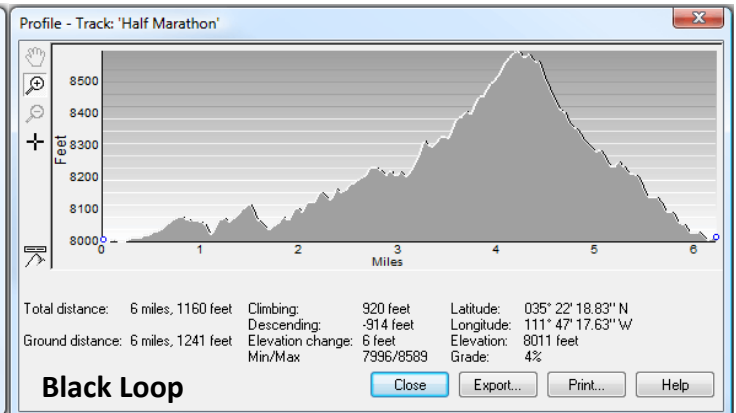 Profile - Track: 'Half Marathon'
8500
8400
8300
8200
8100
8000
Feet
0 1 2 3 4 5 6
Miles
Total distance: 6 miles, 1160 feet Climbing: 920 feet Latitude: 035° 22' 18.83" N
Descending: -914 feet Longitude: 111° 47' 17.63" W
Ground distance: 6 miles, 1241 feet Elevation change: 6 feet Elevation: 8011 feet
Min/Max 7996/8589 Grade: 4%
Black Loop
Close Export... Print... Help